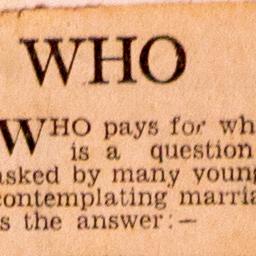 WHO
WHO pays for wh
is a question
asked by many young
contemplating marria
s the answer:—